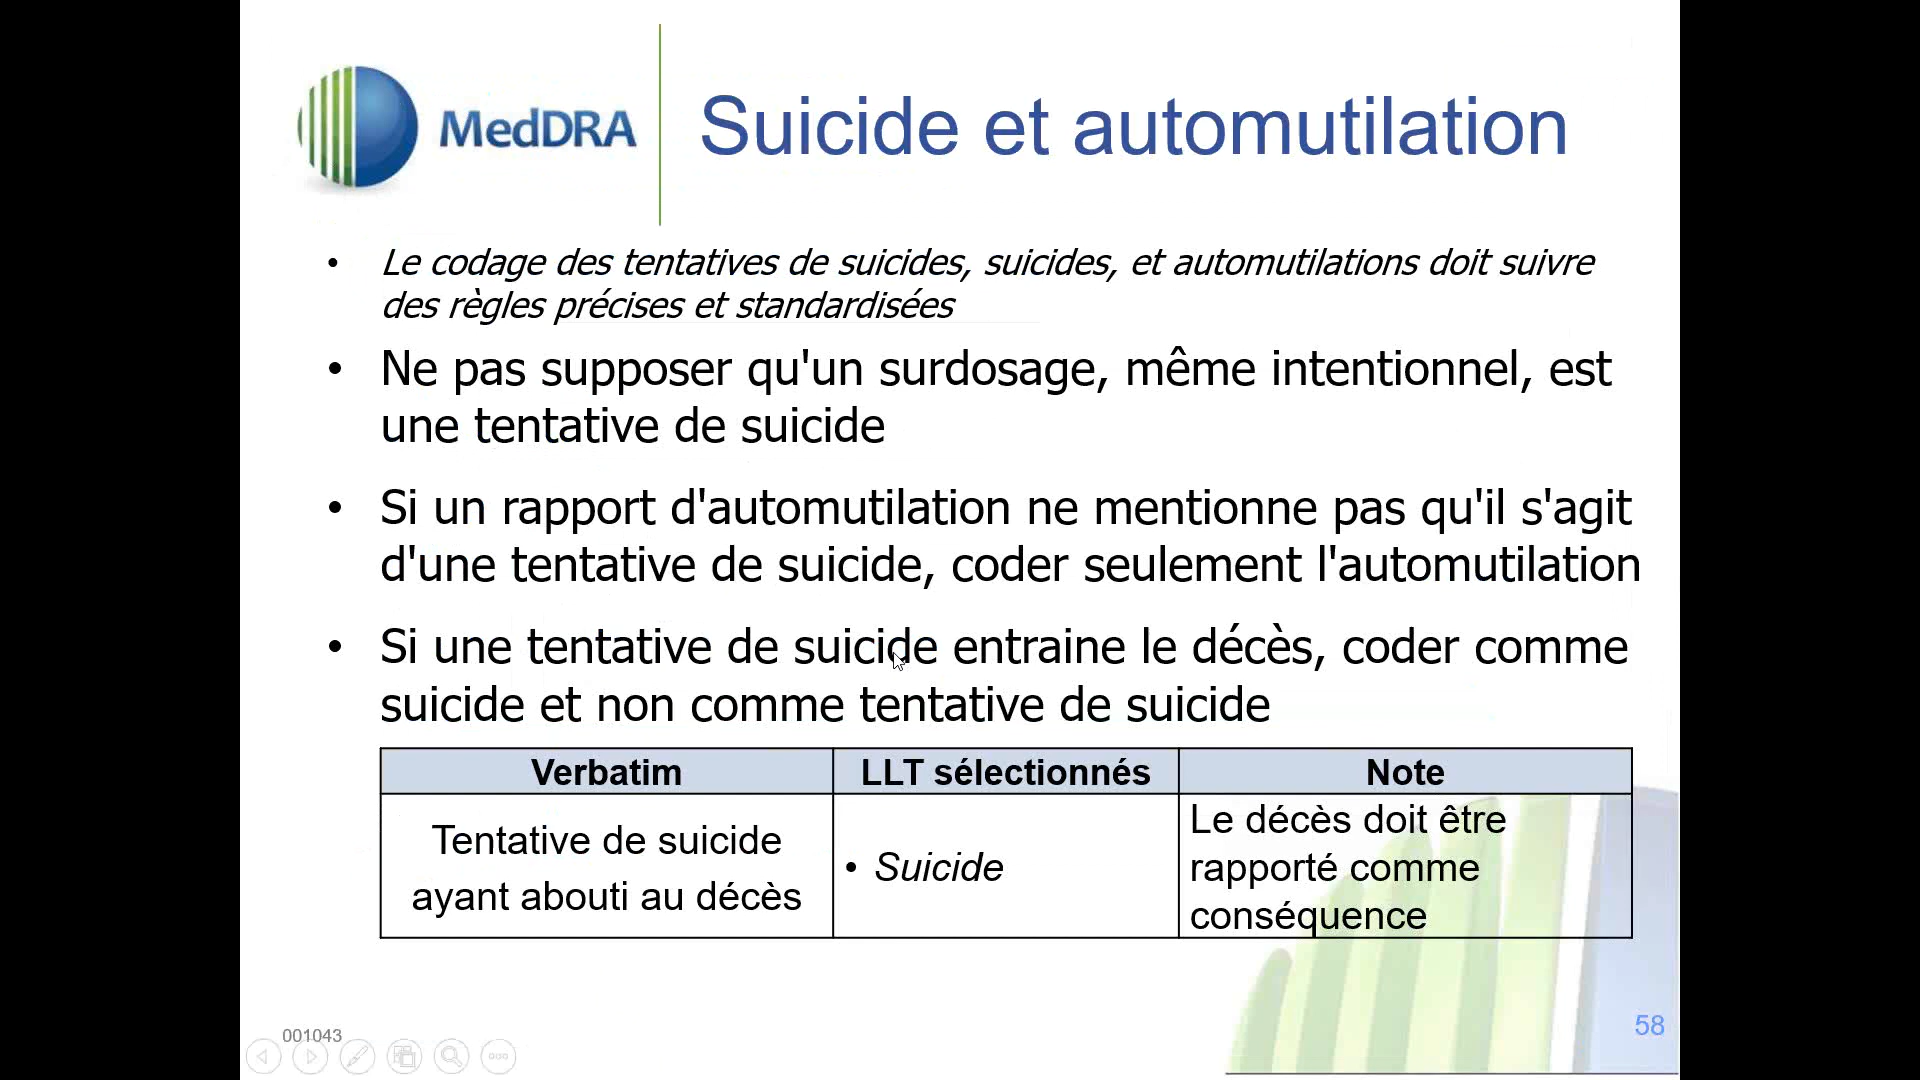 MedDRA
Suicide et automutilation
• Le codage des tentatives de suicides, suicides, et automutilations doit suivre
des règles précises et standardisées
• Ne pas supposer qu'un surdosage, même intentionnel, est
une tentative de suicide
• Si un rapport d'automutilation ne mentionne pas qu'il s'agit
d'une tentative de suicide, coder seulement l'automutilation
• Si une tentative de suicide entraine le décès, coder comme
suicide et non comme tentative de suicide
Verbatim
LLT sélectionnés
Note
Tentative de suicide
ayant abouti au décès
• Suicide
Le décès doit être
rapporté comme
conséquence
001043
58